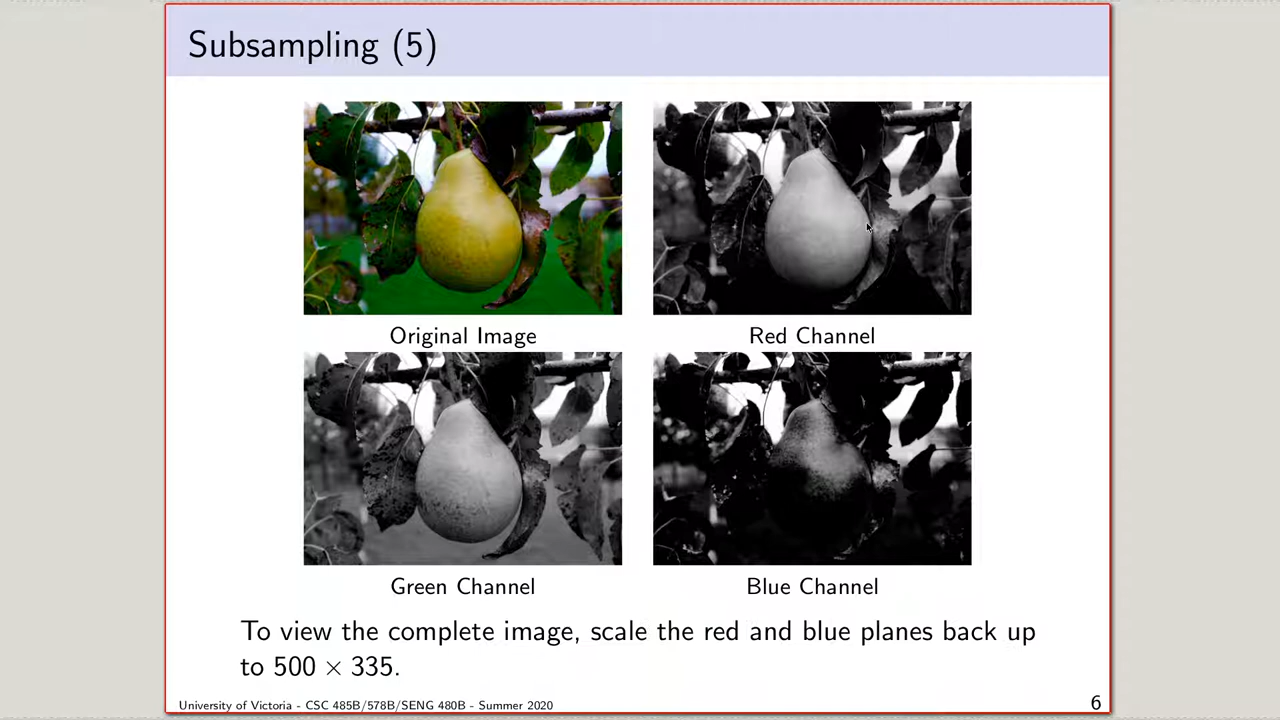 Subsampling (5)
Original Image
Red Channel
Green Channel
Blue Channel
To view the complete image, scale the red and blue planes back up
to 500 × 335.
University of Victoria - CSC 485B/578B/SENG 480B - Summer 2020
6